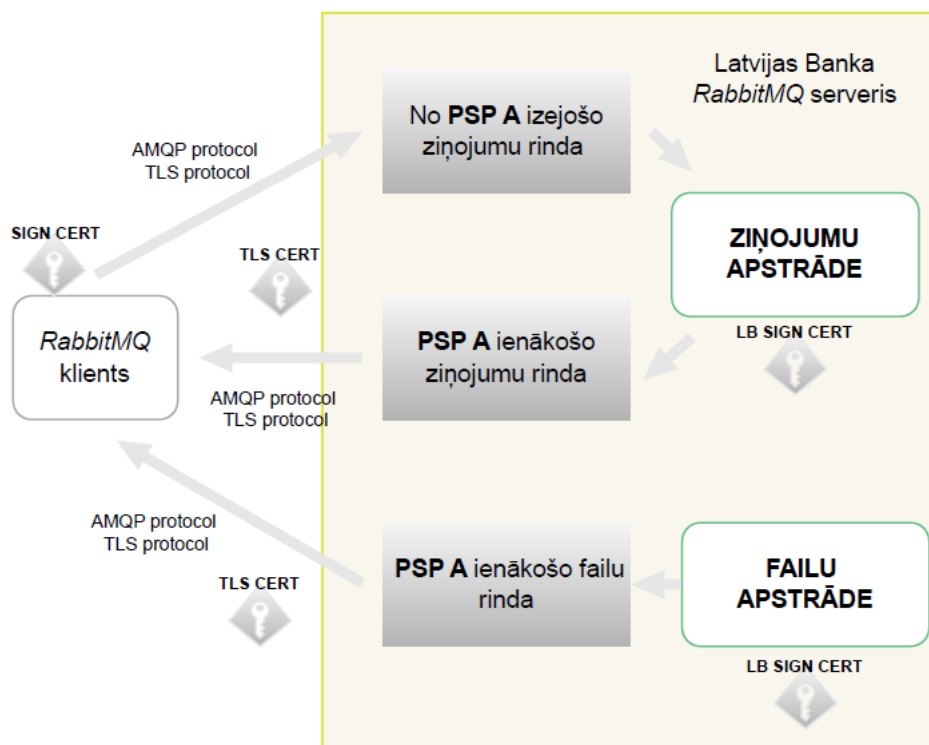 Latvijas Banka
RabbitMQ serveris
No PSP A izejošo
ziņojumu rinda
AMQP protocol
TLS protocol
SIGN CERT
TLS CERT
ZIŅOJUMU
APSTRĀDE
RabbitMQ
klients
PSP A ienākošo
ziņojumu rinda
LB SIGN CERT
AMQP protocol
TLS protocol
AMQP protocol
TLS protocol
TLS CERT
PSP A ienākošo failu
rinda
FAILU
APSTRĀDE
LB SIGN CERT